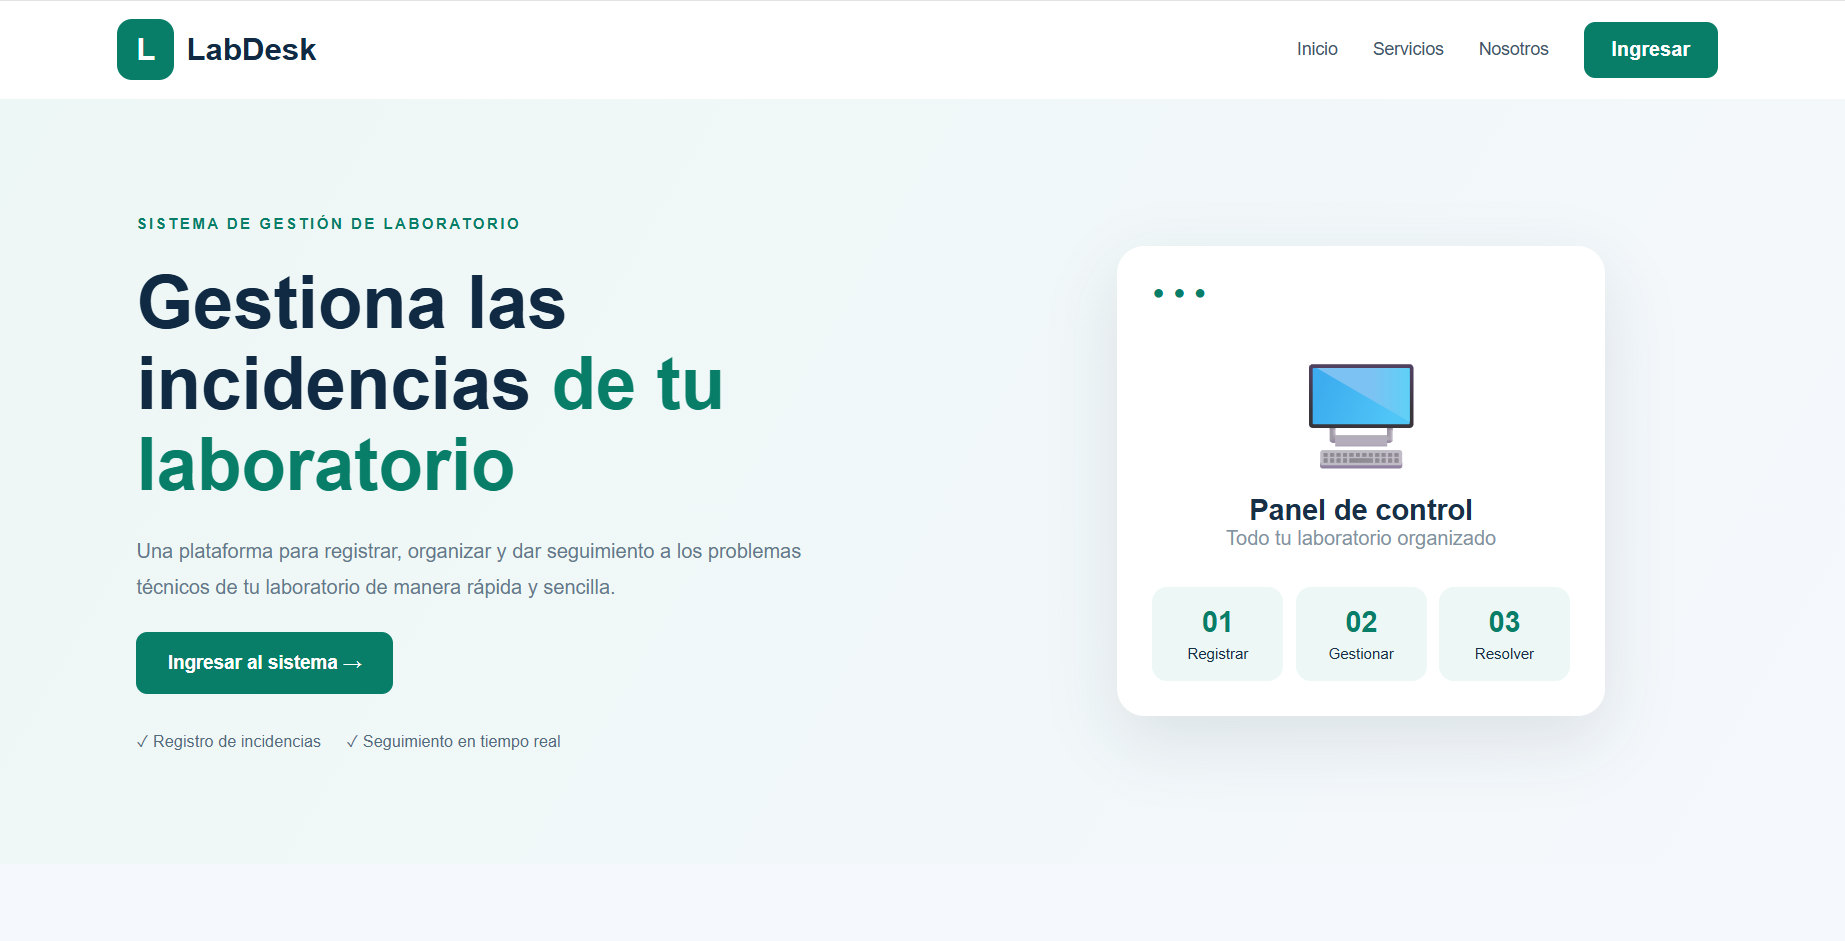 L LabDesk
Inicio Servicios Nosotros Ingresar
SISTEMA DE GESTIÓN DE LABORATORIO
Gestiona las
incidencias de tu
laboratorio
Una plataforma para registrar, organizar y dar seguimiento a los problemas
técnicos de tu laboratorio de manera rápida y sencilla.
Ingresar al sistema →
✓ Registro de incidencias ✓ Seguimiento en tiempo real
Panel de control
Todo tu laboratorio organizado
01 02 03
Registrar Gestionar Resolver